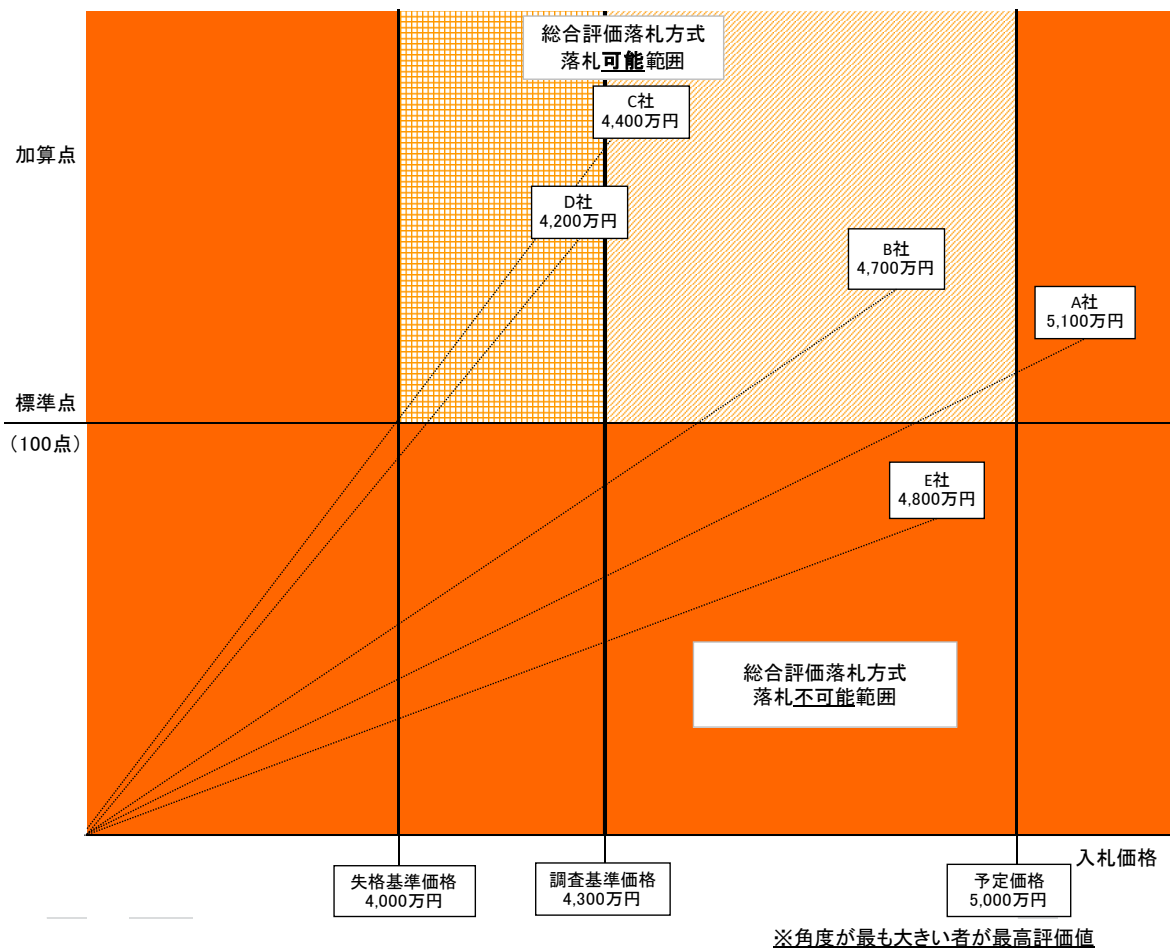 総合評価落札方式
落札可能範囲
C社
4,400万円
加算点
D社
4,200万円
B社
4,700万円
A社
5,100万円
標準点
(100点)
E社
4,800万円
総合評価落札方式
落札不可能範囲
入札価格
失格基準価格
4,000万円
調査基準価格
4,300万円
予定価格
5,000万円
※角度が最も大きい者が最高評価値